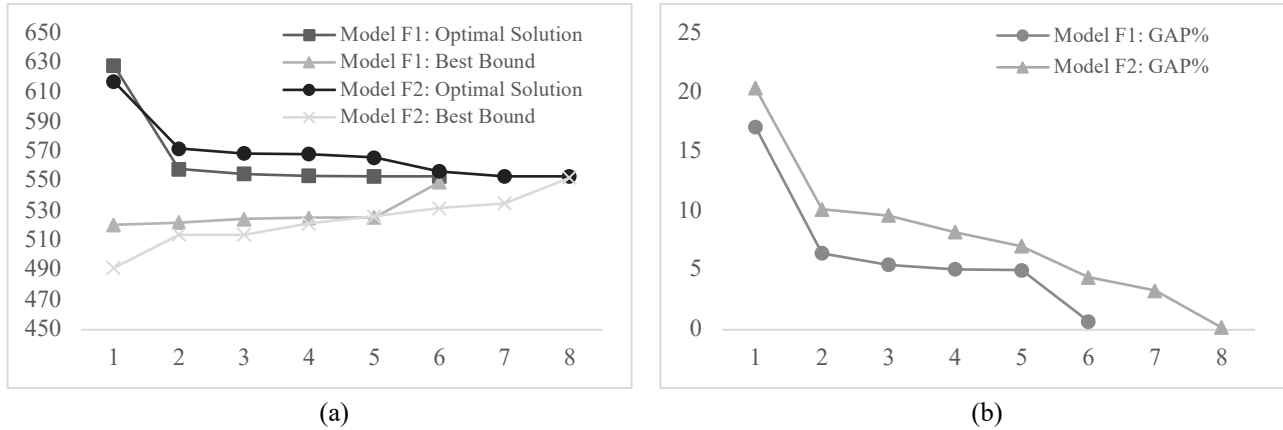 650
630
610
590
570
550
530
510
490
470
450
Model F1: Optimal Solution
Model F1: Best Bound
Model F2: Optimal Solution
Model F2: Best Bound
1 2 3 4 5 6 7 8
(a)
25
20
15
10
5
0
Model F1: GAP%
Model F2: GAP%
1 2 3 4 5 6 7 8
(b)